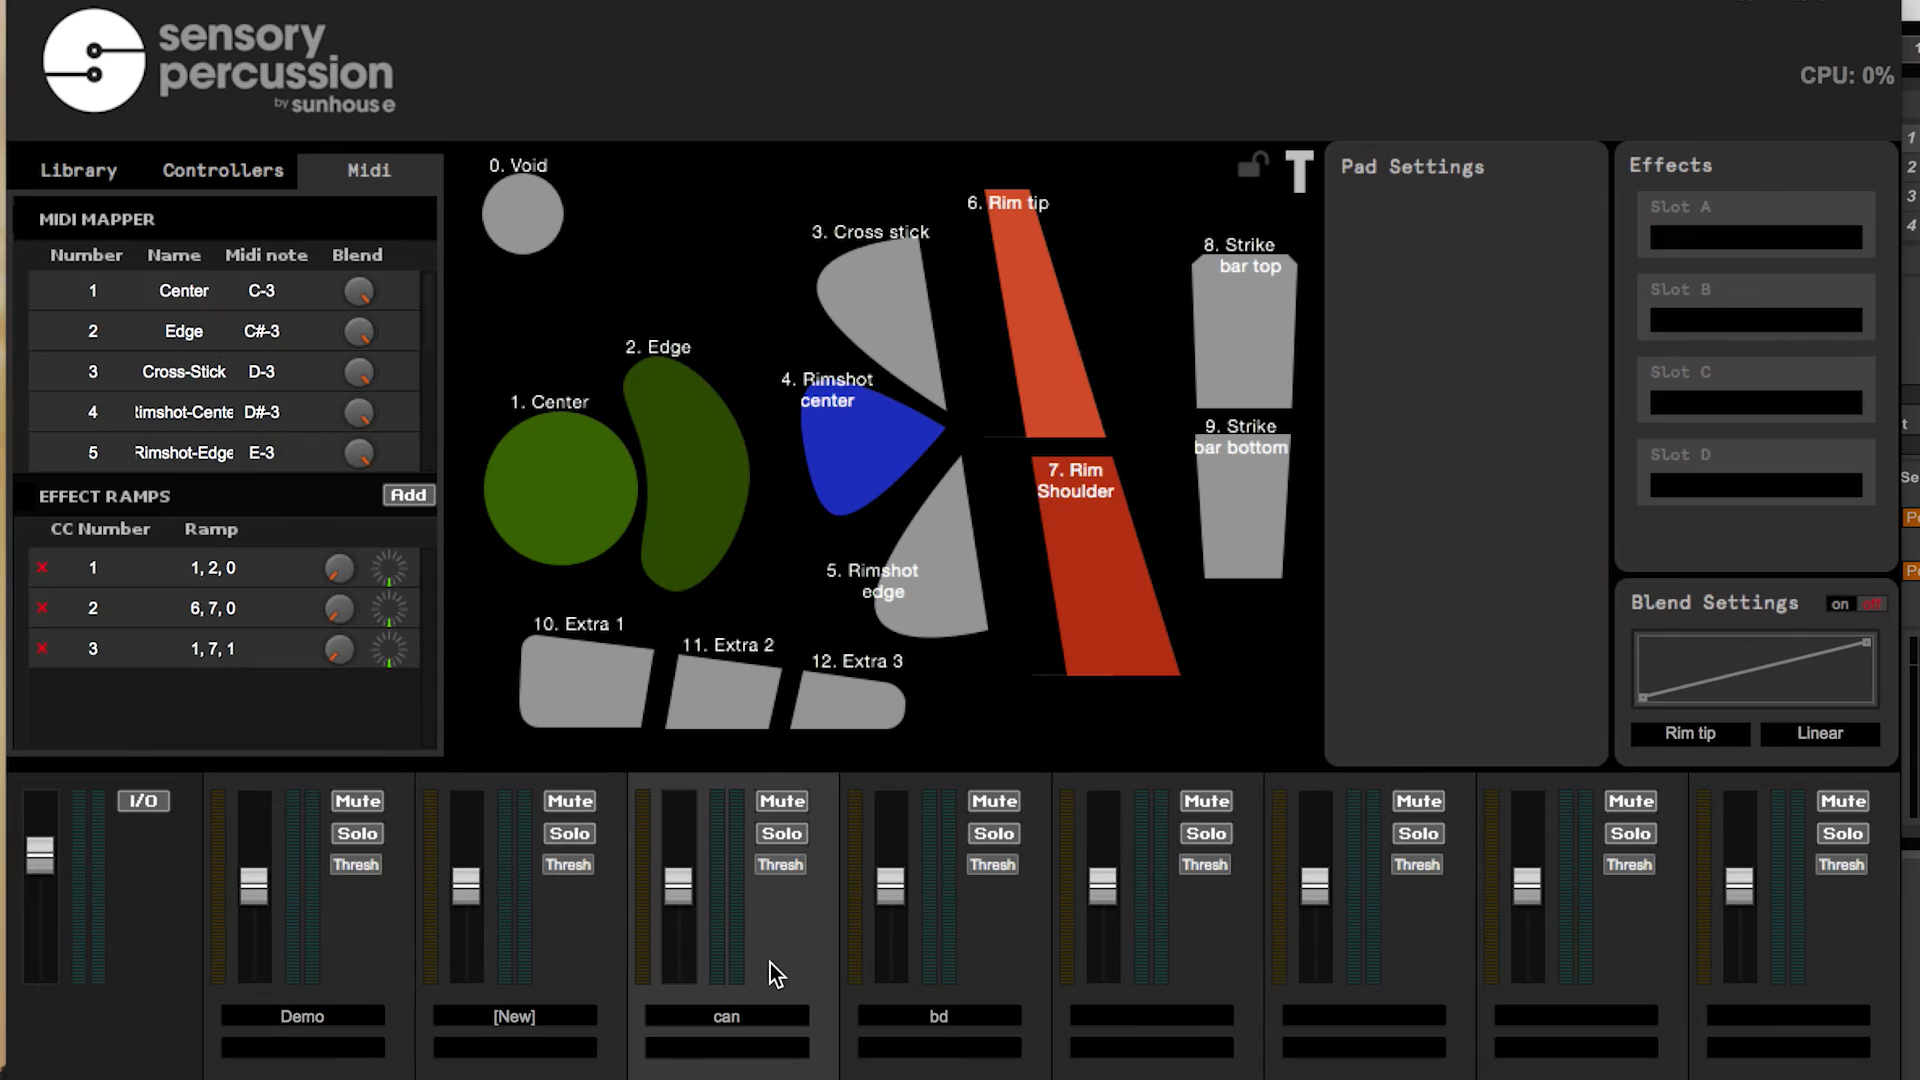 sensory
percussion
by sunhouse
CPU: 0%
Library Controllers Midi
MIDI MAPPER
Number Name Midi note Blend
1 Center C-3
2 Edge C#-3
3 Cross-Stick D-3
4 D#-3
5 Rimshot-Edge E-3
EFFECT RAMPS Add
CC Number Ramp
× 1 1, 2, 0
× 2 6, 7, 0
× 3 1, 7, 1
0. Void
1. Center
2. Edge
3. Cross stick
4. Rimshot
center
5. Rimshot
edge
6. Rim tip
7. Rim
Shoulder
8. Strike
bar top
9. Strike
bar bottom
10. Extra 1
11. Extra 2
12. Extra 3
T
Pad Settings
Effects
Slot A
Slot B
Slot C
Slot D
Blend Settings on off
Rim tip Linear
1
2
3
4
I/O
Mute Mute Mute Mute Mute Mute Mute Mute
Solo Solo Solo Solo Solo Solo Solo Solo
Thresh Thresh Thresh Thresh Thresh Thresh Thresh Thresh
Demo [New] can bd